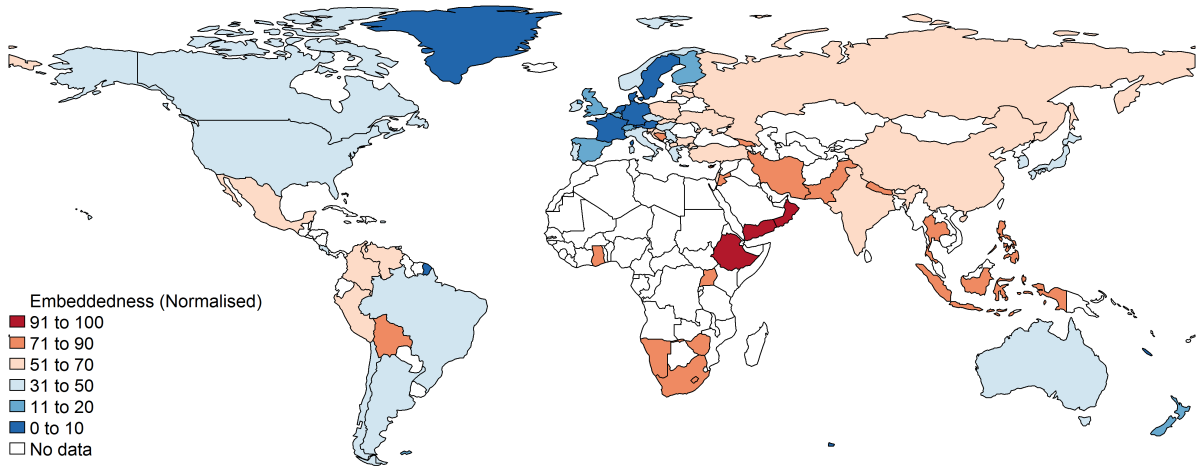 Embeddedness (Normalised)
91 to 100
71 to 90
51 to 70
31 to 50
11 to 20
0 to 10
No data